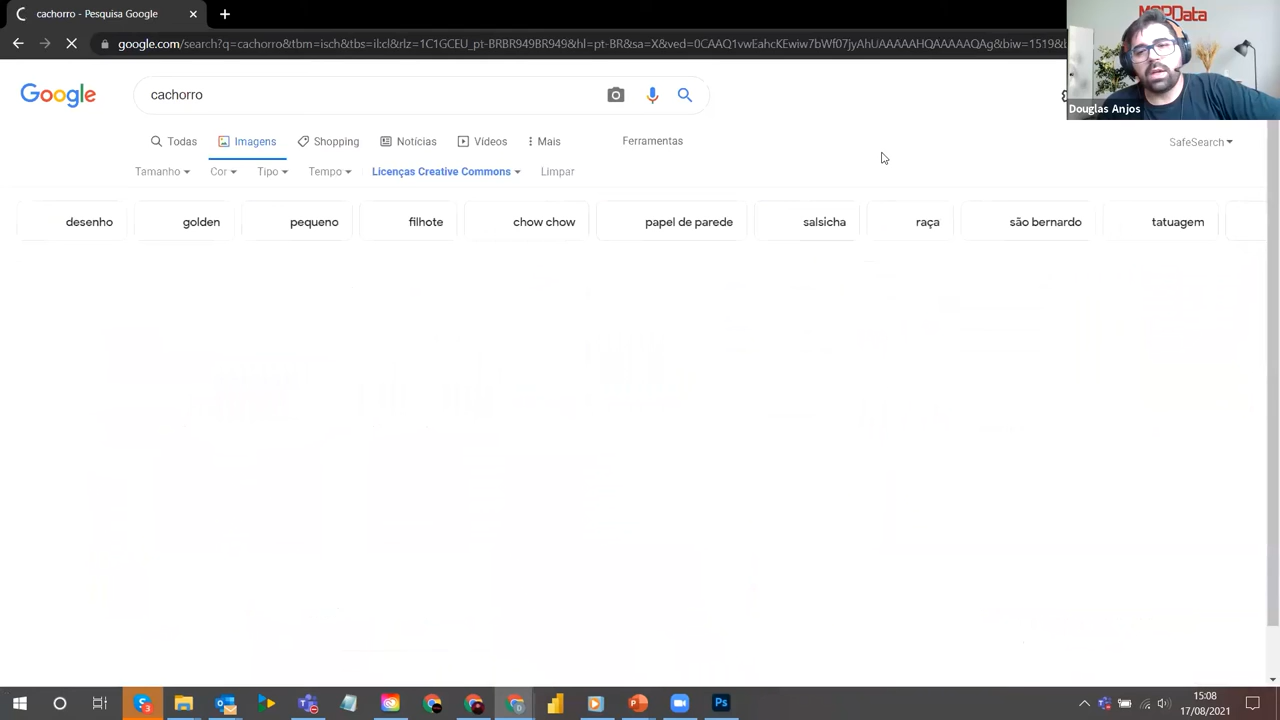 cachorro - Pesquisa Google
google.com/search?q=cachorro&tbm=isch&tbs=il:cl&rlz=1C1GCEU_pt-BRBR949BR949&hl=pt-BR&sa=X&ved=0CAAQ1vwEahcKEwiw7bWf07jyAhUAAAAAHQAAAAAQAg&biw=1519&b
Google
cachorro
Todas Imagens Shopping Notícias Vídeos Mais Ferramentas SafeSearch
Tamanho Cor Tipo Tempo Licenças Creative Commons Limpar
desenho golden pequeno filhote chow chow papel de parede salsicha raça são bernardo tatuagem
Douglas Anjos
15:08
17/08/2021